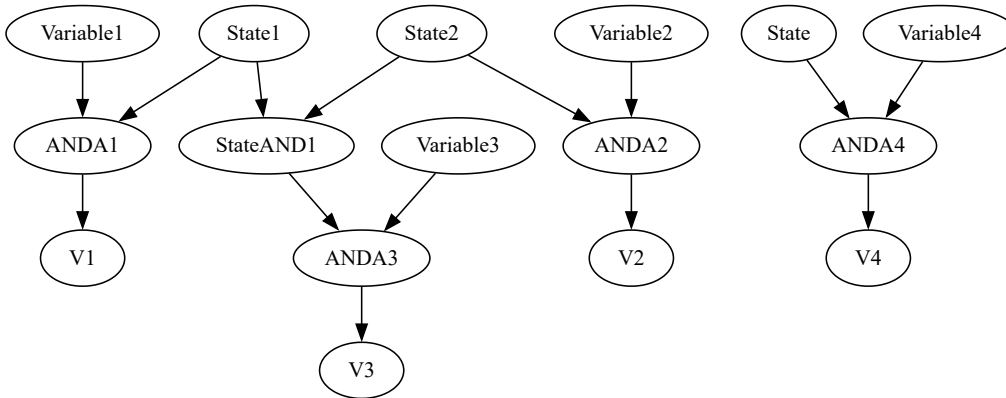 Variable1
State1
State2
Variable2
State
Variable4
ANDA1
StateAND1
Variable3
ANDA2
ANDA4
V1
ANDA3
V2
V4
V3